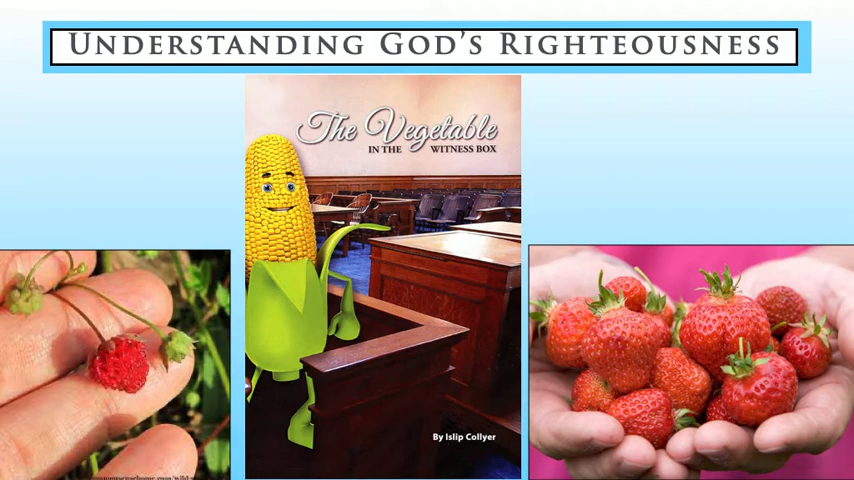 Understanding God's Righteousness
The Vegetable
IN THE WITNESS BOX
By Islip Collyer